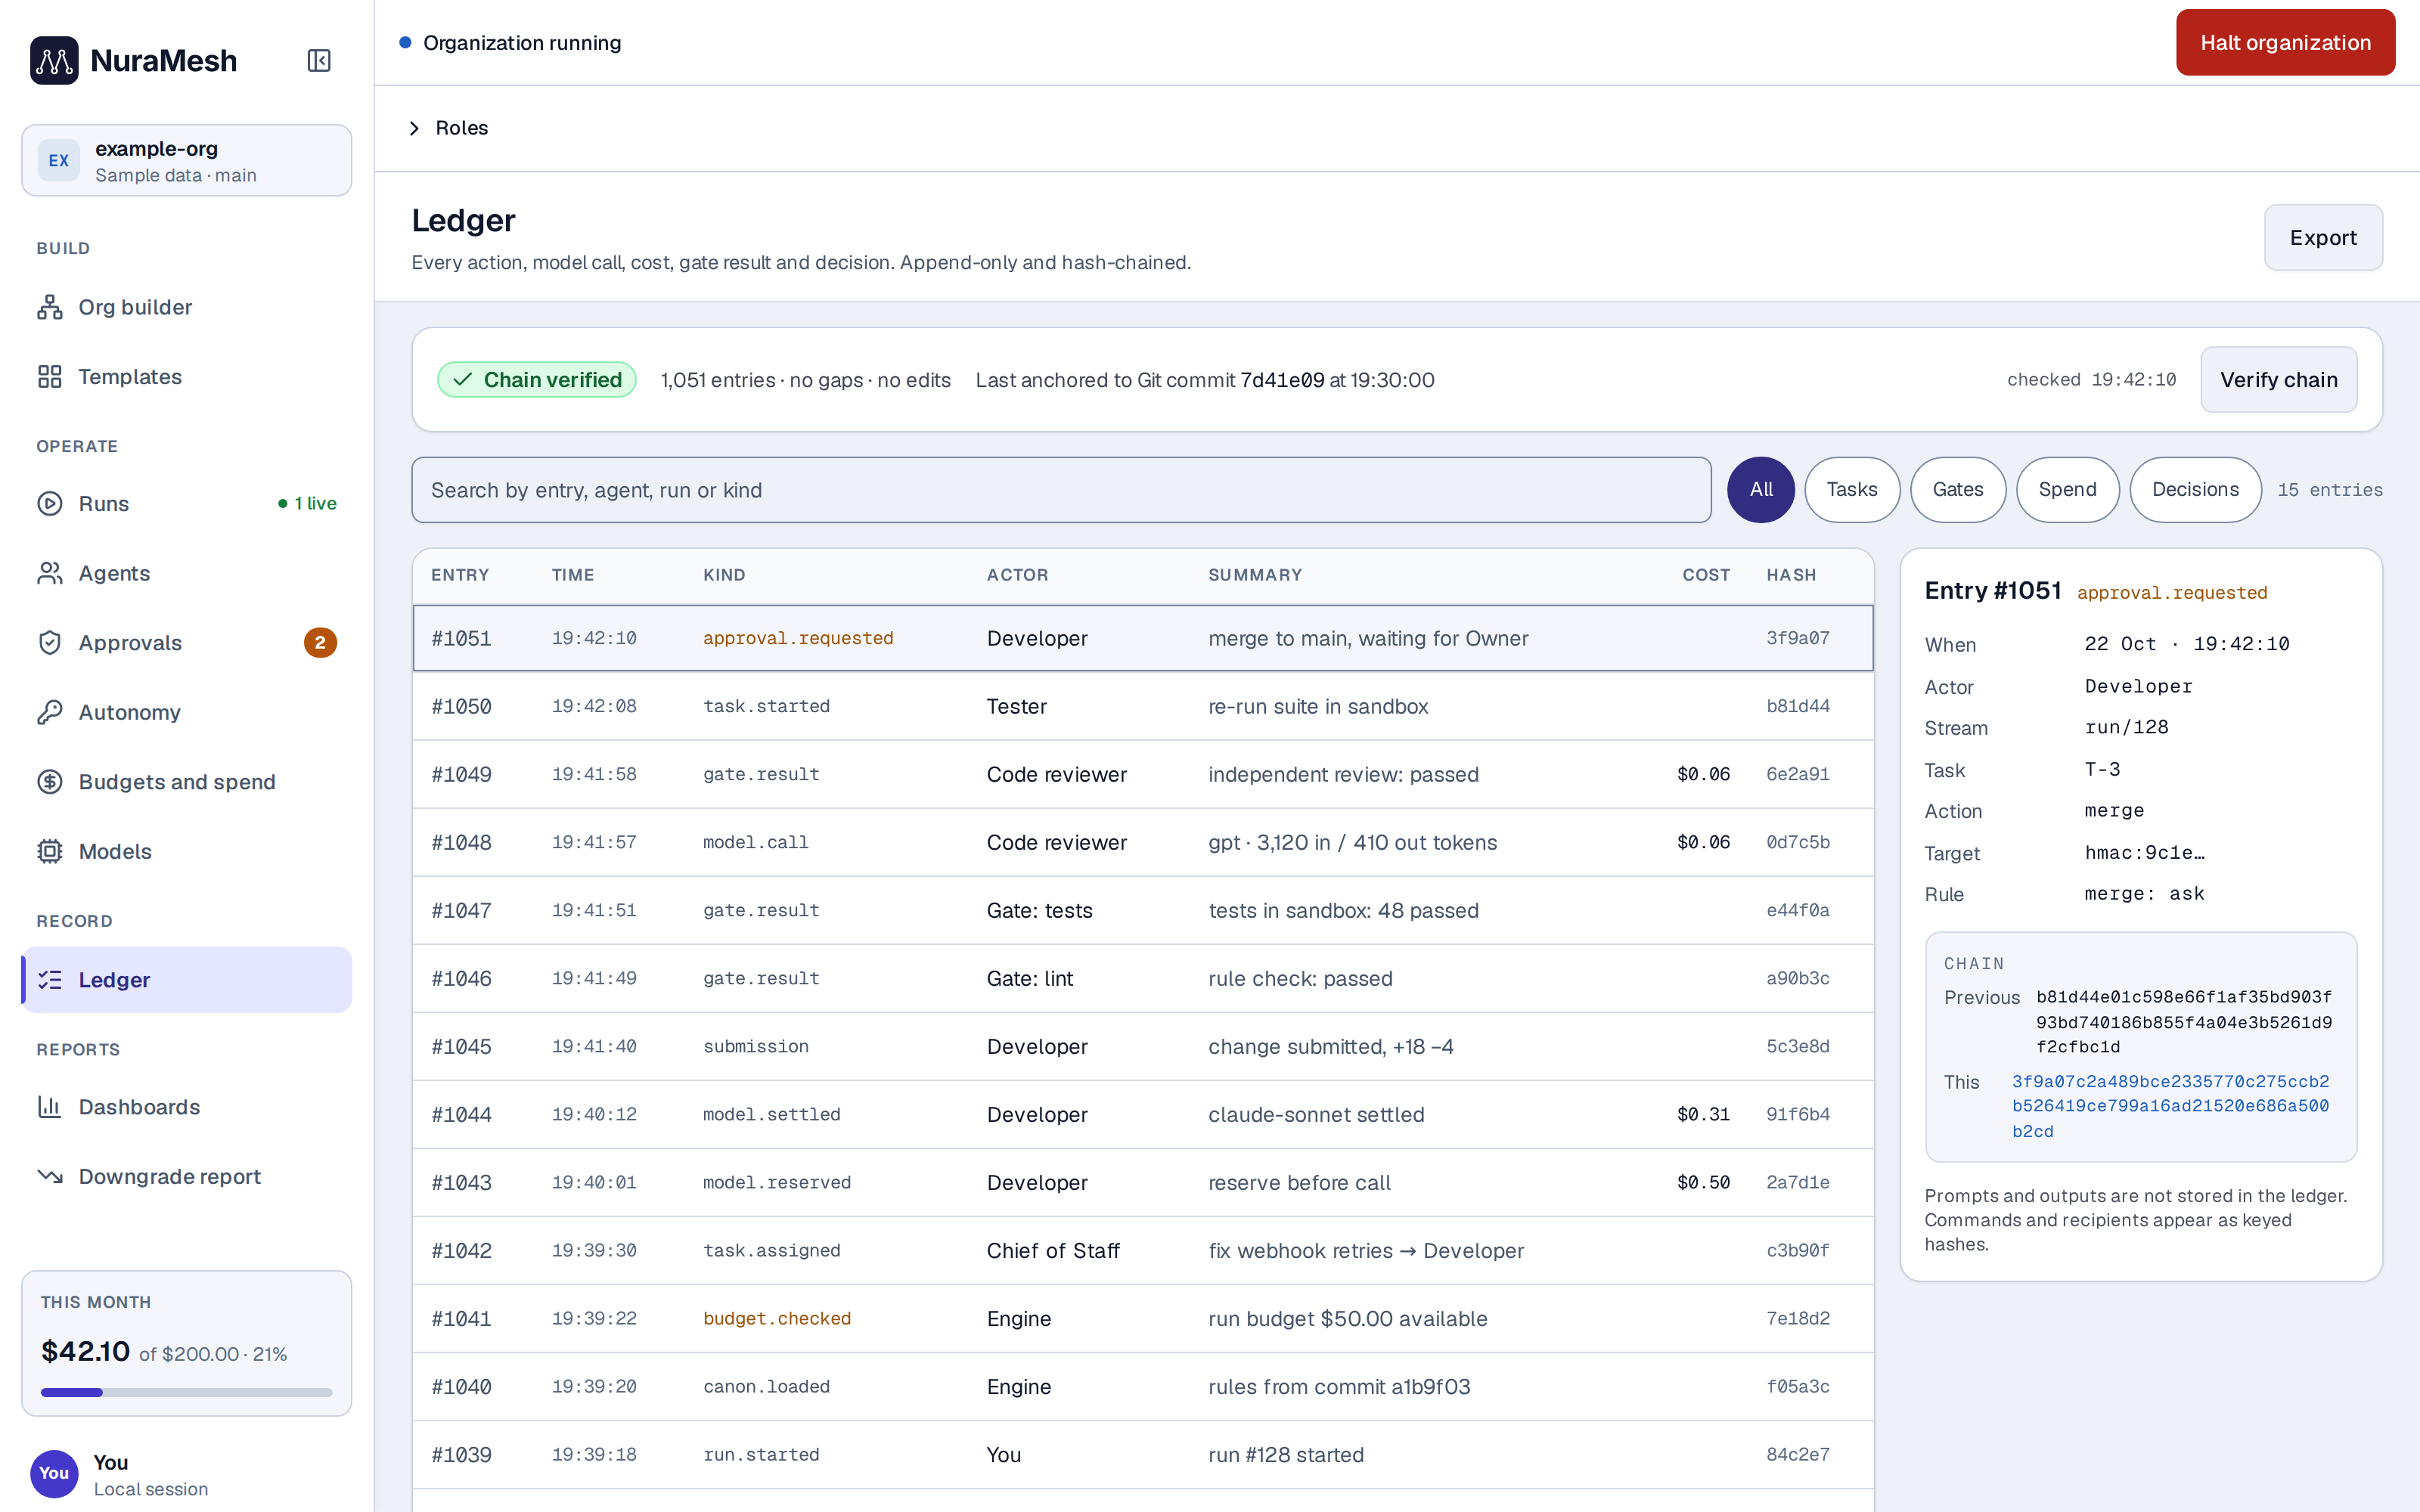 NuraMesh
EX
example-org
Sample data · main
BUILD
Org builder
Templates
OPERATE
Runs
1 live
Agents
Approvals
2
Autonomy
Budgets and spend
Models
RECORD
Ledger
REPORTS
Dashboards
Downgrade report
THIS MONTH
$42.10 of $200.00 · 21%
You
You
Local session
Organization running
Halt organization
Roles
Ledger
Every action, model call, cost, gate result and decision. Append-only and hash-chained.
Export
Chain verified
1,051 entries · no gaps · no edits
Last anchored to Git commit 7d41e09 at 19:30:00
checked 19:42:10
Verify chain
Search by entry, agent, run or kind
All
Tasks
Gates
Spend
Decisions
15 entries
ENTRY TIME KIND ACTOR SUMMARY COST HASH
#1051 19:42:10 approval.requested Developer merge to main, waiting for Owner 3f9a07
#1050 19:42:08 task.started Tester re-run suite in sandbox b81d44
#1049 19:41:58 gate.result Code reviewer independent review: passed $0.06 6e2a91
#1048 19:41:57 model.call Code reviewer gpt · 3,120 in / 410 out tokens $0.06 0d7c5b
#1047 19:41:51 gate.result Gate: tests tests in sandbox: 48 passed e44f0a
#1046 19:41:49 gate.result Gate: lint rule check: passed a90b3c
#1045 19:41:40 submission Developer change submitted, +18 −4 5c3e8d
#1044 19:40:12 model.settled Developer claude-sonnet settled $0.31 91f6b4
#1043 19:40:01 model.reserved Developer reserve before call $0.50 2a7d1e
#1042 19:39:30 task.assigned Chief of Staff fix webhook retries → Developer c3b90f
#1041 19:39:22 budget.checked Engine run budget $50.00 available 7e18d2
#1040 19:39:20 canon.loaded Engine rules from commit a1b9f03 f05a3c
#1039 19:39:18 run.started You run #128 started 84c2e7
Entry #1051 approval.requested
When 22 Oct · 19:42:10
Actor Developer
Stream run/128
Task T-3
Action merge
Target hmac:9c1e…
Rule merge: ask
CHAIN
Previous b81d44e01c598e66f1af35bd903f
93bd740186b855f4a04e3b5261d9
f2cfbc1d
This 3f9a07c2a489bce2335770c275ccb2
b526419ce799a16ad21520e686a500
b2cd
Prompts and outputs are not stored in the ledger.
Commands and recipients appear as keyed
hashes.